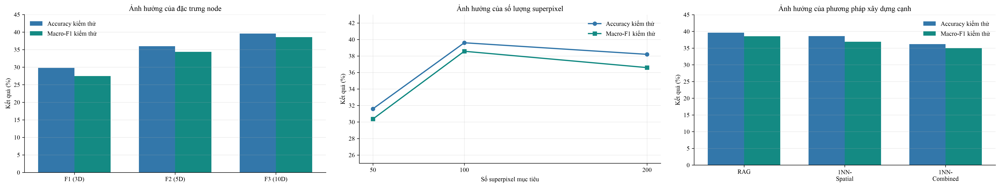 Ảnh hưởng của đặc trưng node
Accuracy kiểm thử
Macro-F1 kiểm thử
Kết quả (%)
45
40
35
30
25
20
15
10
5
0
F1 (3D)
F2 (5D)
F3 (10D)
Ảnh hưởng của số lượng superpixel
Accuracy kiểm thử
Macro-F1 kiểm thử
Kết quả (%)
42
40
38
36
34
32
30
28
26
50
100
200
Số superpixel mục tiêu
Ảnh hưởng của phương pháp xây dựng cạnh
Accuracy kiểm thử
Macro-F1 kiểm thử
Kết quả (%)
45
40
35
30
25
20
15
10
5
0
RAG
1NN-
Spatial
1NN-
Combined